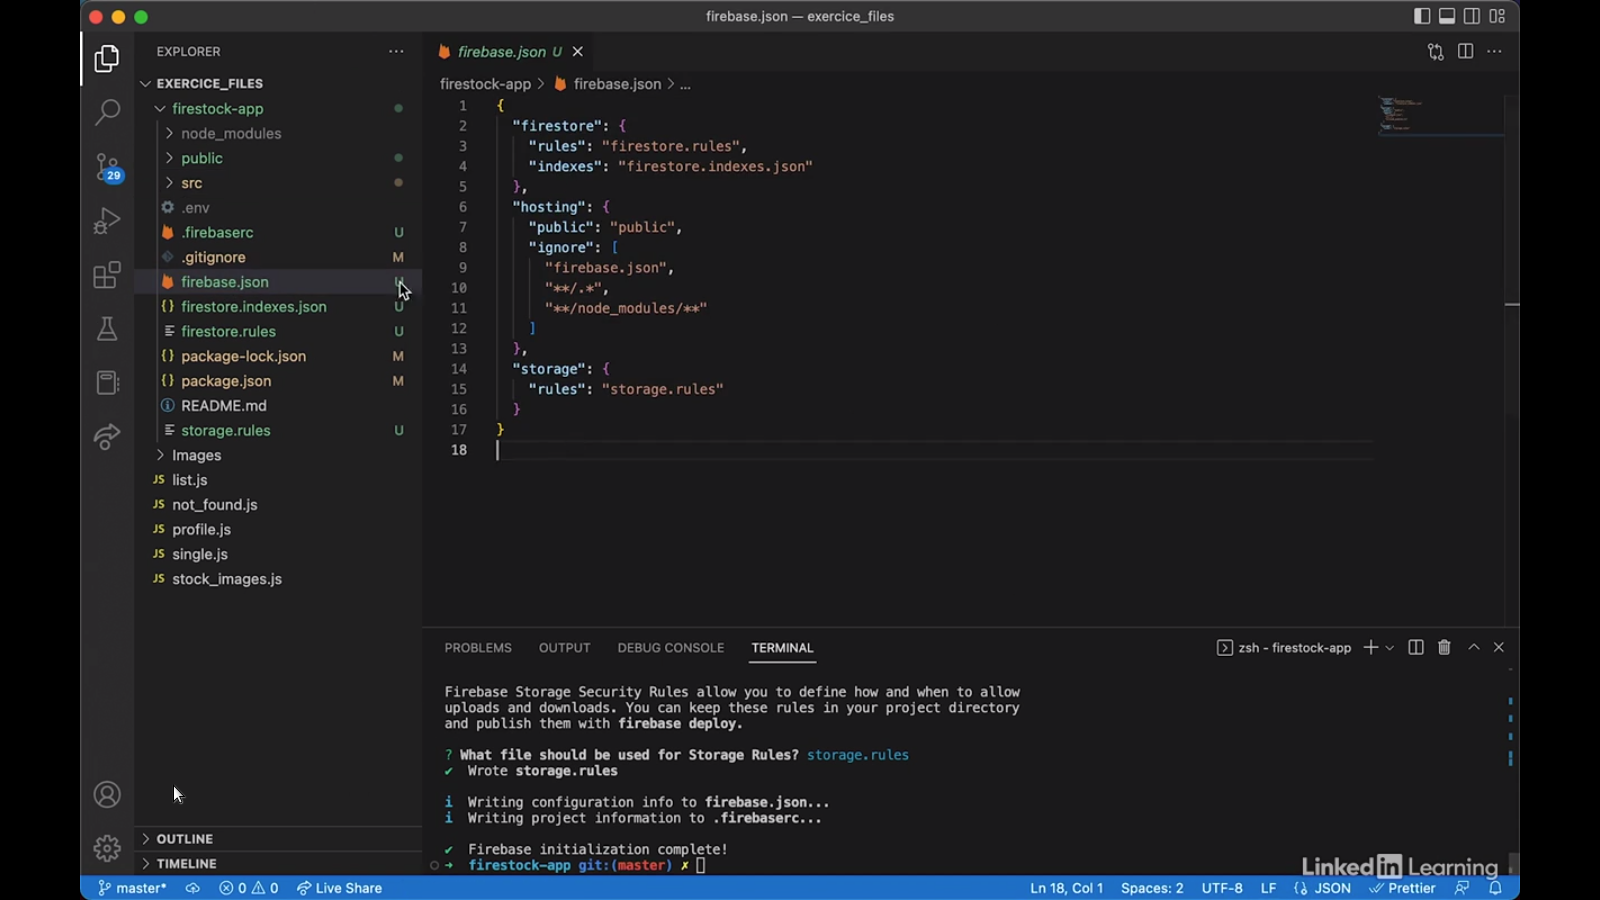 firebase.json — exercice_files
EXPLORER
EXERCICE_FILES
firestock-app
node_modules
public
src
.env
.firebaserc U
.gitignore M
firebase.json U
firestore.indexes.json U
firestore.rules U
package-lock.json M
package.json M
README.md
storage.rules U
Images
JS list.js
JS not_found.js
JS profile.js
JS single.js
JS stock_images.js
OUTLINE
TIMELINE
29
firebase.json U
firestock-app > firebase.json > ...
1 {
2 "firestore": {
3 "rules": "firestore.rules",
4 "indexes": "firestore.indexes.json"
5 },
6 "hosting": {
7 "public": "public",
8 "ignore": [
9 "firebase.json",
10 "**/.*",
11 "**/node_modules/**"
12 ]
13 },
14 "storage": {
15 "rules": "storage.rules"
16 }
17 }
18
PROBLEMS OUTPUT DEBUG CONSOLE TERMINAL
zsh - firestock-app
Firebase Storage Security Rules allow you to define how and when to allow
uploads and downloads. You can keep these rules in your project directory
and publish them with firebase deploy.
? What file should be used for Storage Rules? storage.rules
✔ Wrote storage.rules
i Writing configuration info to firebase.json...
i Writing project information to .firebaserc...
✔ Firebase initialization complete!
→ firestock-app git:(master) ✗
LinkedIn Learning
master* 0 0 Live Share Ln 18, Col 1 Spaces: 2 UTF-8 LF {} JSON Prettier